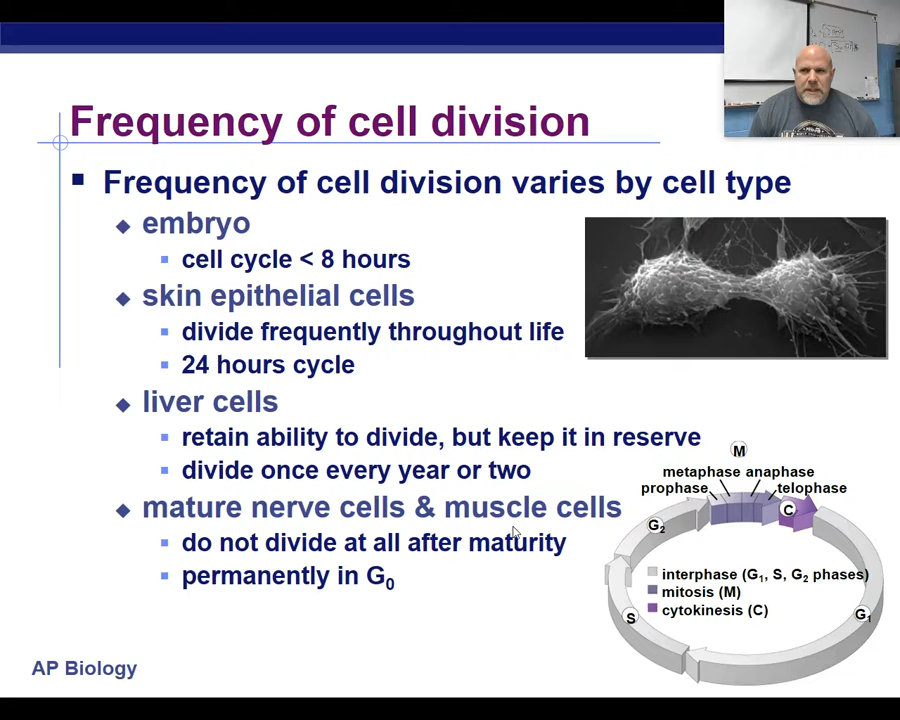 Frequency of cell division
Frequency of cell division varies by cell type
embryo
cell cycle < 8 hours
skin epithelial cells
divide frequently throughout life
24 hours cycle
liver cells
retain ability to divide, but keep it in reserve
divide once every year or two
mature nerve cells & muscle cells
do not divide at all after maturity
permanently in G₀
M
metaphase anaphase
prophase telophase
C
G₂
interphase (G₁, S, G₂ phases)
mitosis (M)
cytokinesis (C)
S
G₁
AP Biology